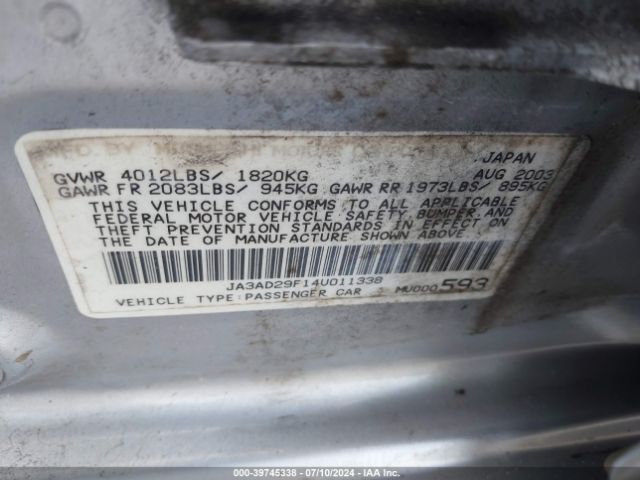 JAPAN
GVWR 4012LBS/ 1820KG AUG 2003
GAWR FR 2083LBS/ 945KG GAWR RR 1973LBS/ 895KG
THIS VEHICLE CONFORMS TO ALL APPLICABLE
FEDERAL MOTOR VEHICLE SAFETY, BUMPER, AND
THEFT PREVENTION STANDARDS IN EFFECT ON
THE DATE OF MANUFACTURE SHOWN ABOVE
JA3AD29F14U011338
VEHICLE TYPE:PASSENGER CAR MU000593
000-39745338 - 07/10/2024 - IAA Inc.